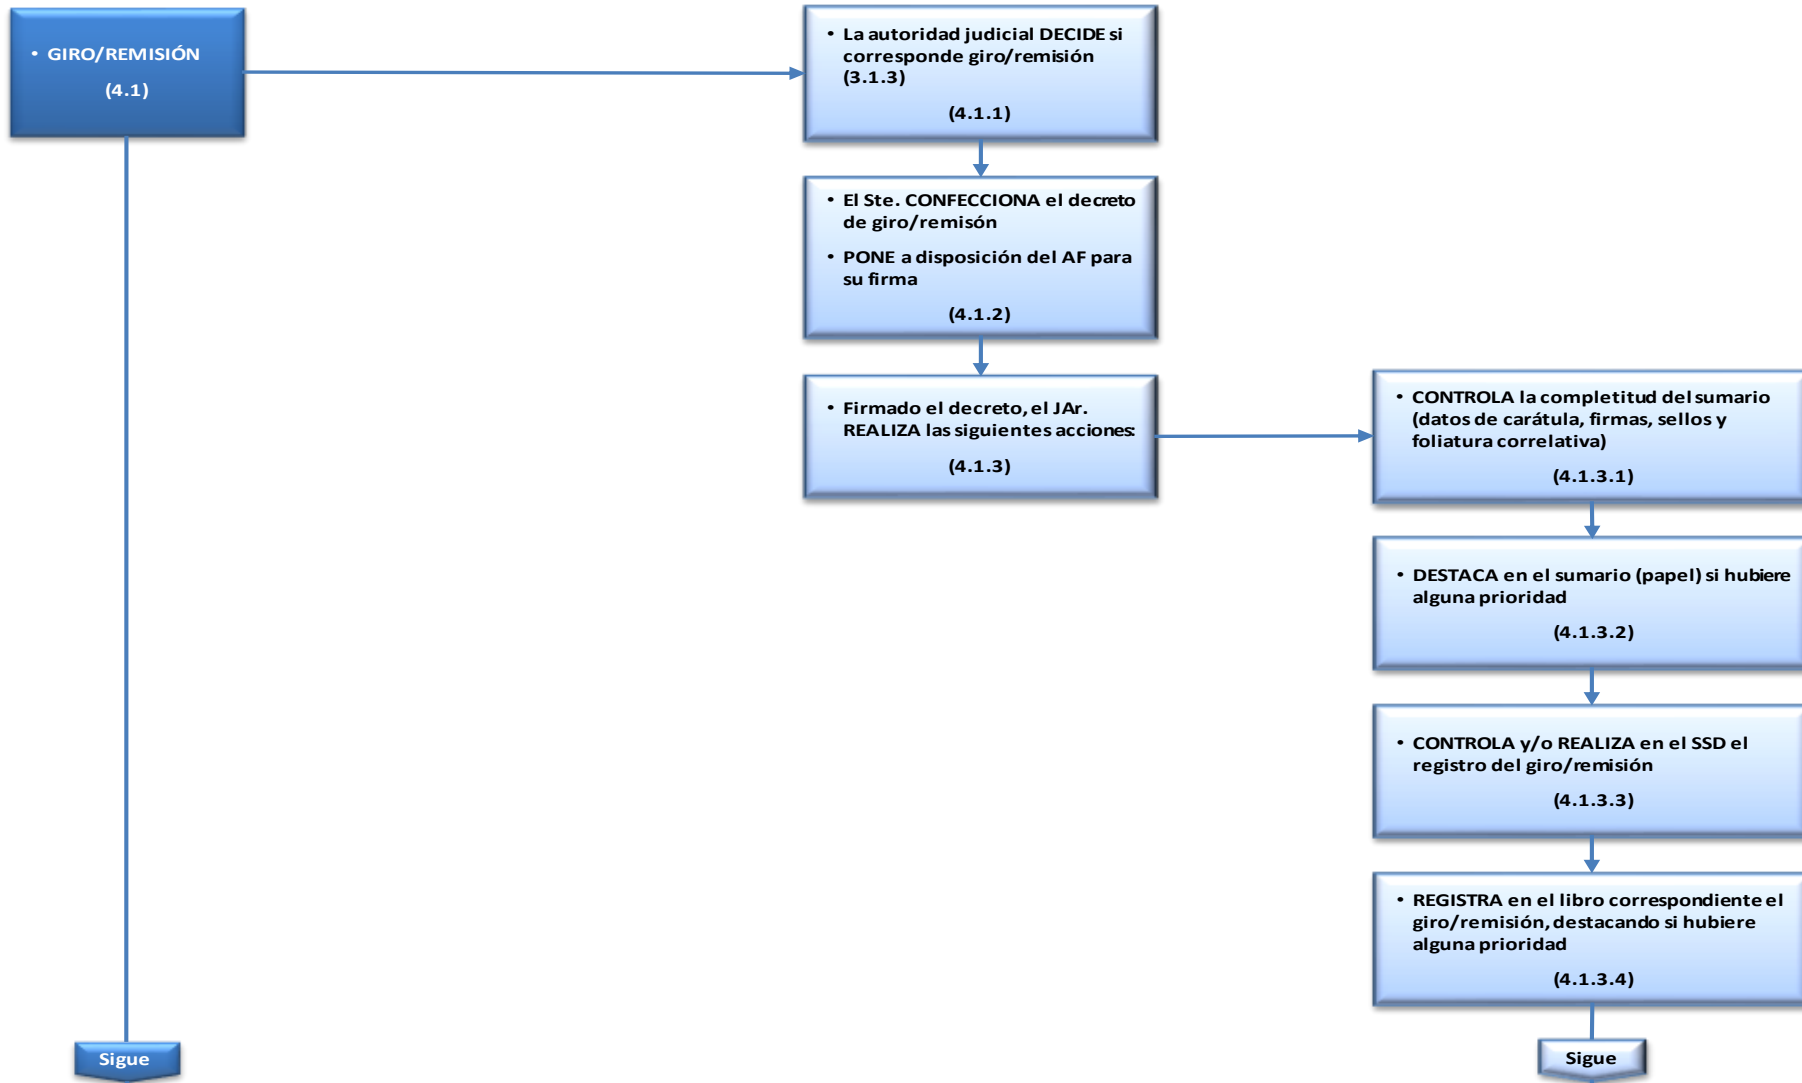 • GIRO/REMISIÓN
(4.1)
• La autoridad judicial DECIDE si
corresponde giro/remisión
(3.1.3)
(4.1.1)
• El Ste. CONFECCIONA el decreto
de giro/remisón
• PONE a disposición del AF para
su firma
(4.1.2)
• Firmado el decreto, el JAr.
REALIZA las siguientes acciones:
(4.1.3)
• CONTROLA la completitud del sumario
(datos de carátula, firmas, sellos y
foliatura correlativa)
(4.1.3.1)
• DESTACA en el sumario (papel) si hubiere
alguna prioridad
(4.1.3.2)
• CONTROLA y/o REALIZA en el SSD el
registro del giro/remisión
(4.1.3.3)
• REGISTRA en el libro correspondiente el
giro/remisión, destacando si hubiere
alguna prioridad
(4.1.3.4)
Sigue
Sigue